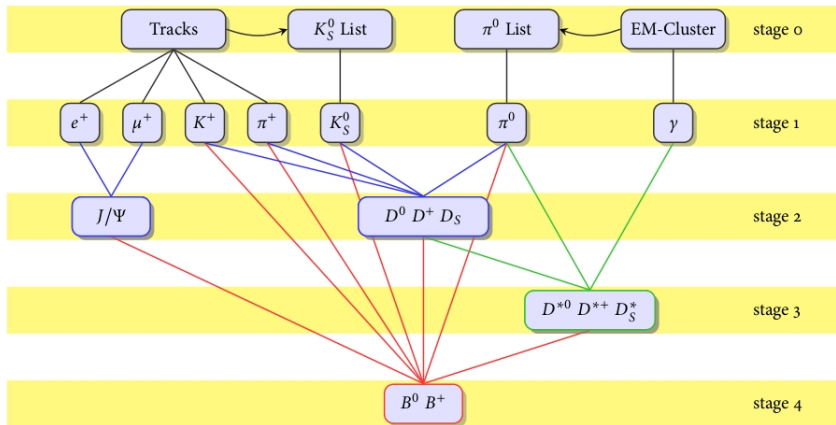 Tracks K_S^0 List π^0 List EM-Cluster stage 0
e^+ μ^+ K^+ π^+ K_S^0 π^0 γ stage 1
J/Ψ D^0 D^+ D_S stage 2
D^{*0} D^{*+} D_S^* stage 3
B^0 B^+ stage 4